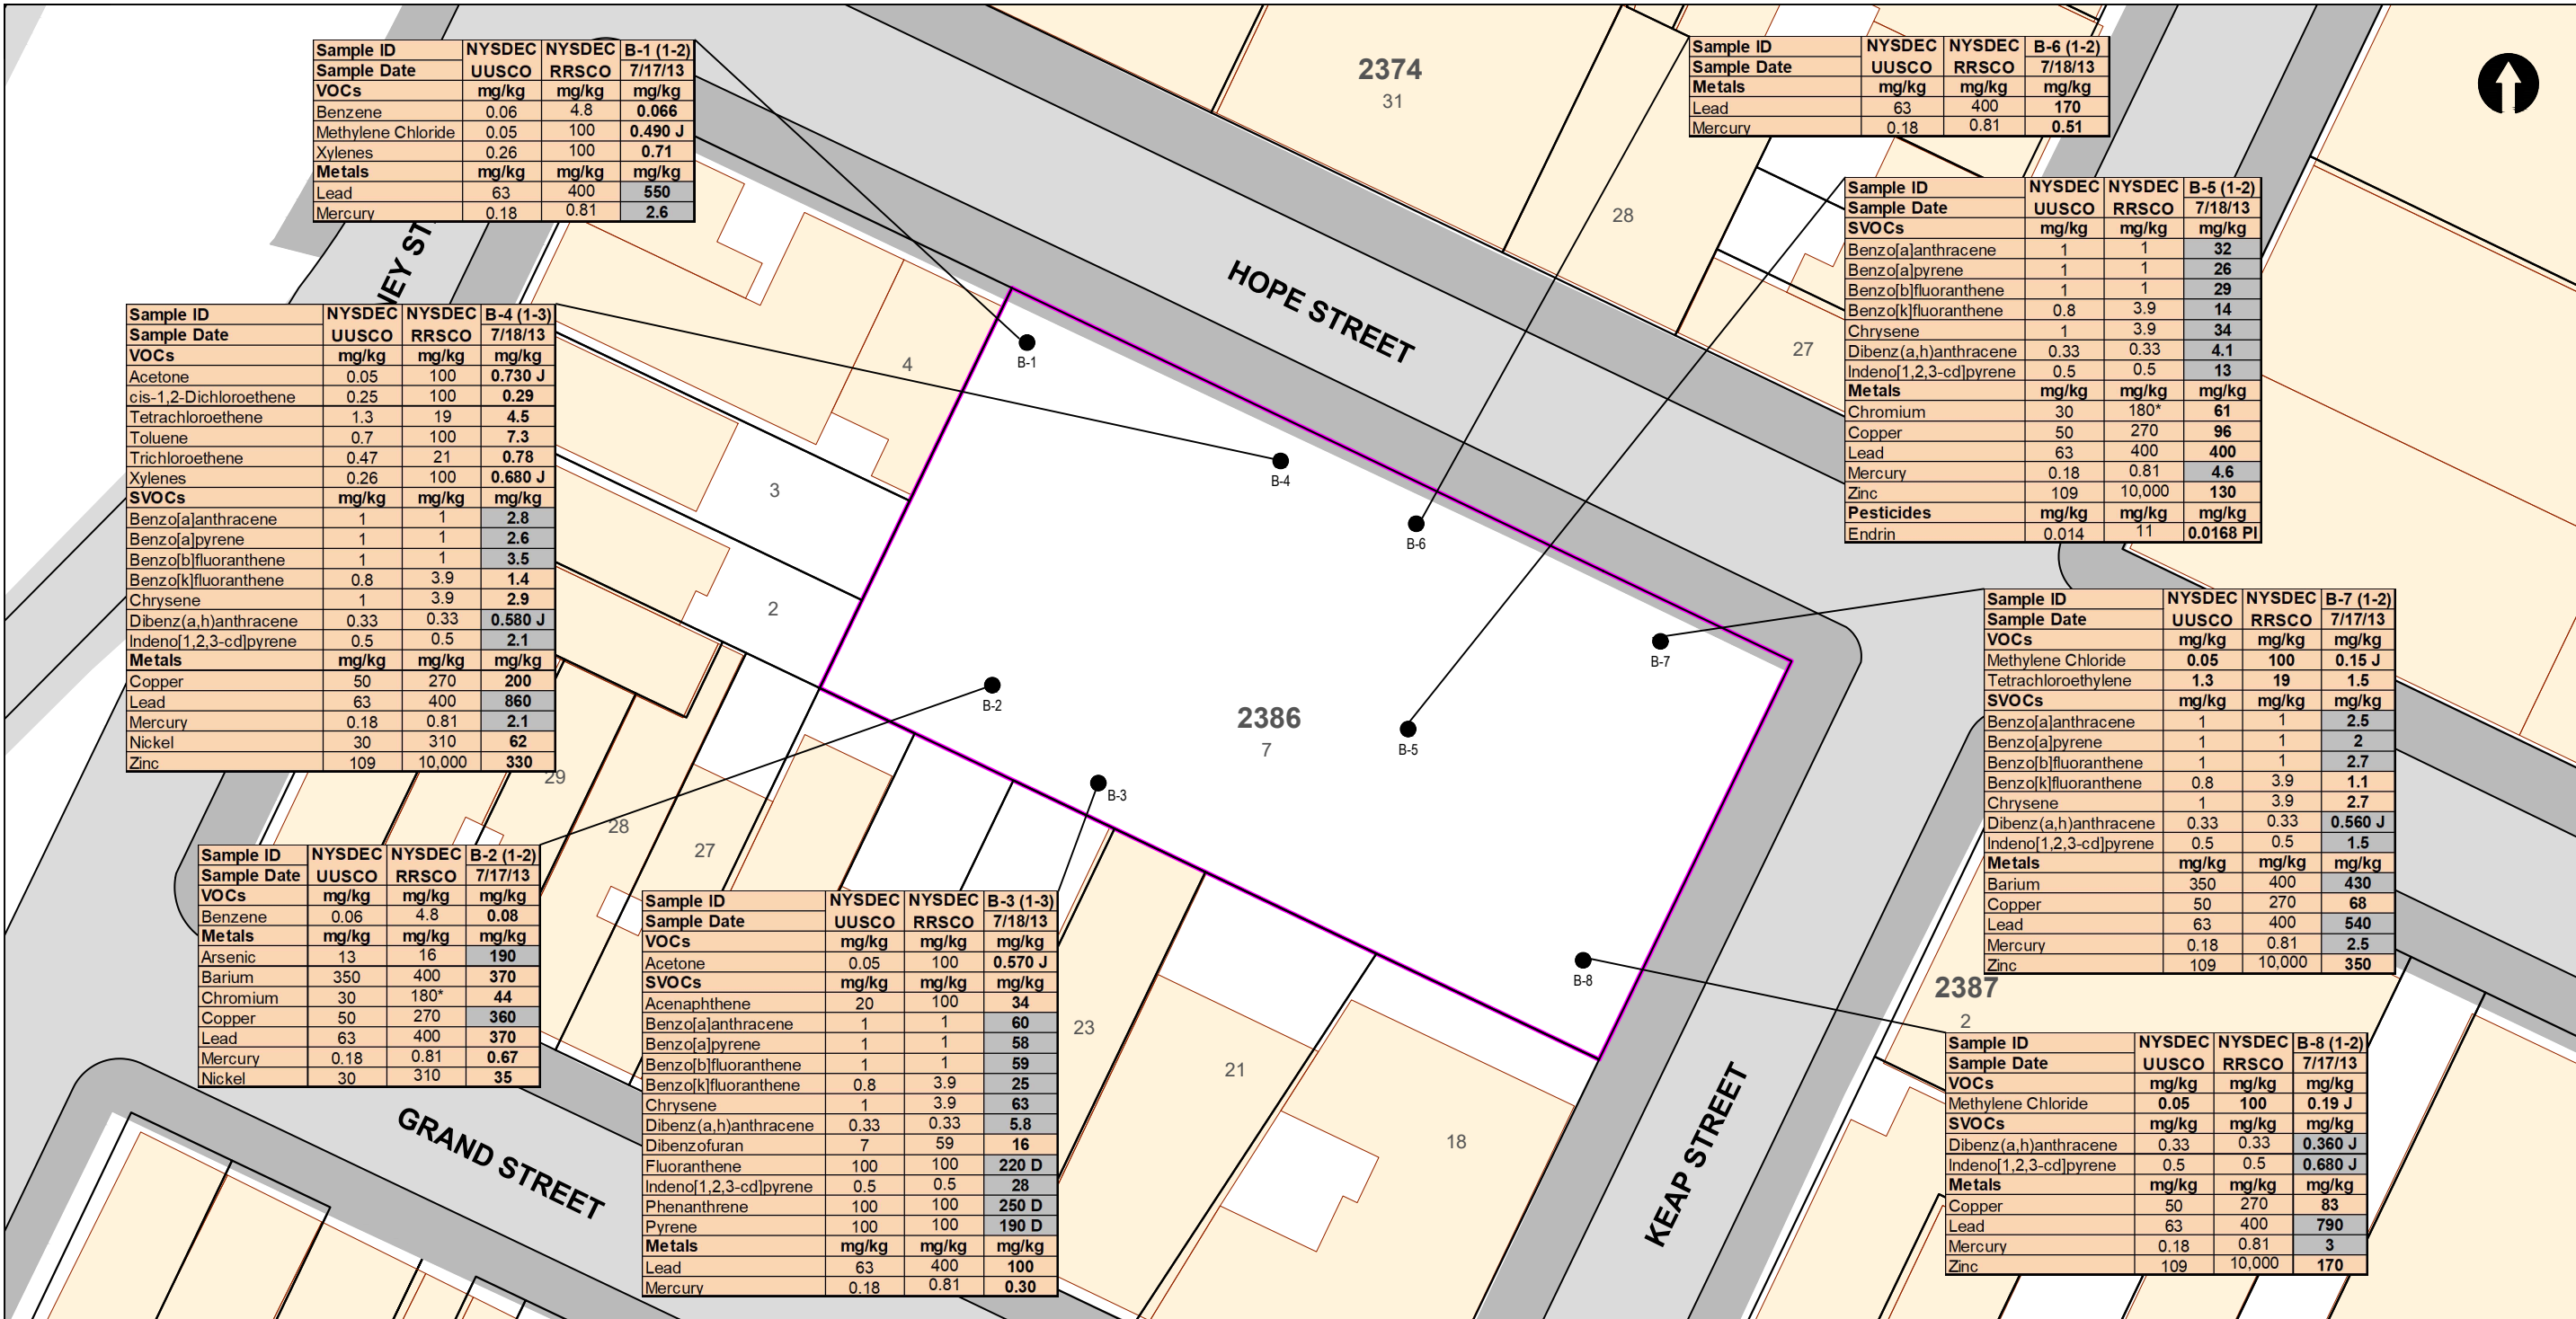 Sample ID NYSDEC NYSDEC B-1 (1-2)
Sample Date UUSCO RRSCO 7/17/13
VOCs mg/kg mg/kg mg/kg
Benzene 0.06 4.8 0.066
Methylene Chloride 0.05 100 0.490 J
Xylenes 0.26 100 0.71
Metals mg/kg mg/kg mg/kg
Lead 63 400 550
Mercury 0.18 0.81 2.6
2374
31
Sample ID NYSDEC NYSDEC B-6 (1-2)
Sample Date UUSCO RRSCO 7/18/13
Metals mg/kg mg/kg mg/kg
Lead 63 400 170
Mercury 0.18 0.81 0.51
28
Sample ID NYSDEC NYSDEC B-5 (1-2)
Sample Date UUSCO RRSCO 7/18/13
SVOCs mg/kg mg/kg mg/kg
Benzo[a]anthracene 1 1 32
Benzo[a]pyrene 1 1 26
Benzo[b]fluoranthene 1 1 29
Benzo[k]fluoranthene 0.8 3.9 14
Chrysene 1 3.9 34
Dibenz(a,h)anthracene 0.33 0.33 4.1
Indeno[1,2,3-cd]pyrene 0.5 0.5 13
Metals mg/kg mg/kg mg/kg
Chromium 30 180* 61
Copper 50 270 96
Lead 63 400 400
Mercury 0.18 0.81 4.6
Zinc 109 10,000 130
Pesticides mg/kg mg/kg mg/kg
Endrin 0.014 11 0.0168 PI
NEY ST
HOPE STREET
27
4
3
2
B-1
B-4
B-6
B-7
B-2
B-5
B-3
B-8
2386
7
Sample ID NYSDEC NYSDEC B-4 (1-3)
Sample Date UUSCO RRSCO 7/18/13
VOCs mg/kg mg/kg mg/kg
Acetone 0.05 100 0.730 J
cis-1,2-Dichloroethene 0.25 100 0.29
Tetrachloroethene 1.3 19 4.5
Toluene 0.7 100 7.3
Trichloroethene 0.47 21 0.78
Xylenes 0.26 100 0.680 J
SVOCs mg/kg mg/kg mg/kg
Benzo[a]anthracene 1 1 2.8
Benzo[a]pyrene 1 1 2.6
Benzo[b]fluoranthene 1 1 3.5
Benzo[k]fluoranthene 0.8 3.9 1.4
Chrysene 1 3.9 2.9
Dibenz(a,h)anthracene 0.33 0.33 0.580 J
Indeno[1,2,3-cd]pyrene 0.5 0.5 2.1
Metals mg/kg mg/kg mg/kg
Copper 50 270 200
Lead 63 400 860
Mercury 0.18 0.81 2.1
Nickel 30 310 62
Zinc 109 10,000 330
29
28
27
Sample ID NYSDEC NYSDEC B-7 (1-2)
Sample Date UUSCO RRSCO 7/17/13
VOCs mg/kg mg/kg mg/kg
Methylene Chloride 0.05 100 0.15 J
Tetrachloroethylene 1.3 19 1.5
SVOCs mg/kg mg/kg mg/kg
Benzo[a]anthracene 1 1 2.5
Benzo[a]pyrene 1 1 2
Benzo[b]fluoranthene 1 1 2.7
Benzo[k]fluoranthene 0.8 3.9 1.1
Chrysene 1 3.9 2.7
Dibenz(a,h)anthracene 0.33 0.33 0.560 J
Indeno[1,2,3-cd]pyrene 0.5 0.5 1.5
Metals mg/kg mg/kg mg/kg
Barium 350 400 430
Copper 50 270 68
Lead 63 400 540
Mercury 0.18 0.81 2.5
Zinc 109 10,000 350
Sample ID NYSDEC NYSDEC B-2 (1-2)
Sample Date UUSCO RRSCO 7/17/13
VOCs mg/kg mg/kg mg/kg
Benzene 0.06 4.8 0.08
Metals mg/kg mg/kg mg/kg
Arsenic 13 16 190
Barium 350 400 370
Chromium 30 180* 44
Copper 50 270 360
Lead 63 400 370
Mercury 0.18 0.81 0.67
Nickel 30 310 35
Sample ID NYSDEC NYSDEC B-3 (1-3)
Sample Date UUSCO RRSCO 7/18/13
VOCs mg/kg mg/kg mg/kg
Acetone 0.05 100 0.570 J
SVOCs mg/kg mg/kg mg/kg
Acenaphthene 20 100 34
Benzo[a]anthracene 1 1 60
Benzo[a]pyrene 1 1 58
Benzo[b]fluoranthene 1 1 59
Benzo[k]fluoranthene 0.8 3.9 25
Chrysene 1 3.9 63
Dibenz(a,h)anthracene 0.33 0.33 5.8
Dibenzofuran 7 59 16
Fluoranthene 100 100 220 D
Indeno[1,2,3-cd]pyrene 0.5 0.5 28
Phenanthrene 100 100 250 D
Pyrene 100 100 190 D
Metals mg/kg mg/kg mg/kg
Lead 63 400 100
Mercury 0.18 0.81 0.30
23
21
18
2387
2
GRAND STREET
KEAP STREET
Sample ID NYSDEC NYSDEC B-8 (1-2)
Sample Date UUSCO RRSCO 7/17/13
VOCs mg/kg mg/kg mg/kg
Methylene Chloride 0.05 100 0.19 J
SVOCs mg/kg mg/kg mg/kg
Dibenz(a,h)anthracene 0.33 0.33 0.360 J
Indeno[1,2,3-cd]pyrene 0.5 0.5 0.680 J
Metals mg/kg mg/kg mg/kg
Copper 50 270 83
Lead 63 400 790
Mercury 0.18 0.81 3
Zinc 109 10,000 170